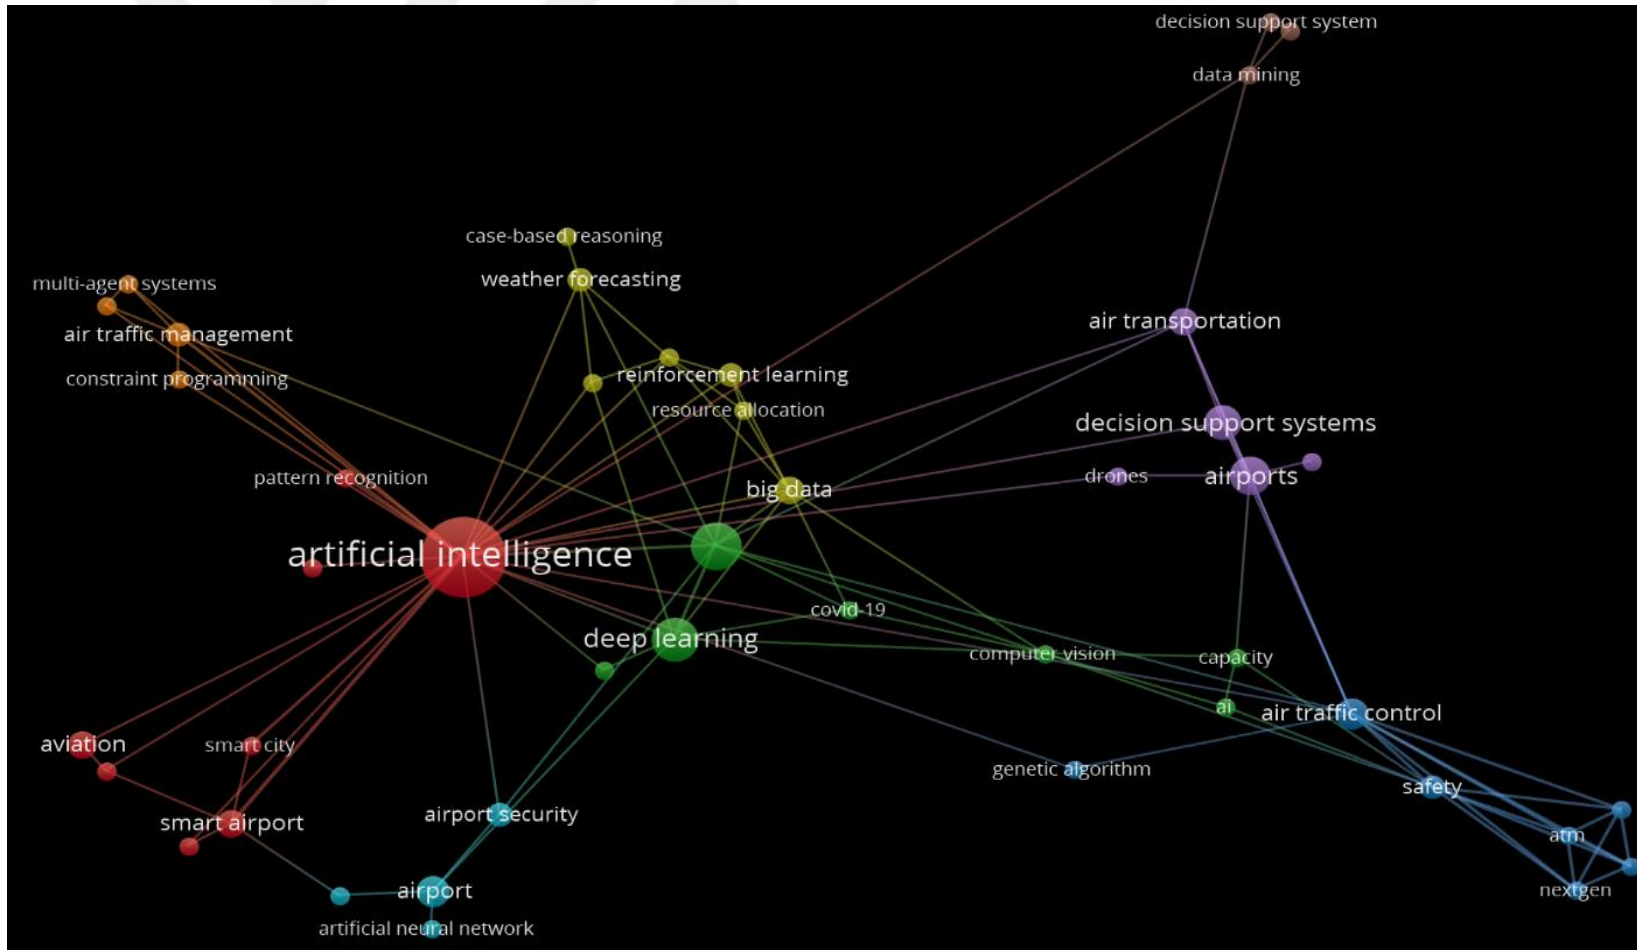 decision support system
data mining
case-based reasoning
weather forecasting
multi-agent systems
air traffic management
constraint programming
reinforcement learning
resource allocation
air transportation
decision support systems
airports
drones
pattern recognition
big data
artificial intelligence
covid-19
deep learning
computer vision
capacity
ai
air traffic control
aviation
smart city
genetic algorithm
safety
smart airport
airport security
atm
nextgen
airport
artificial neural network